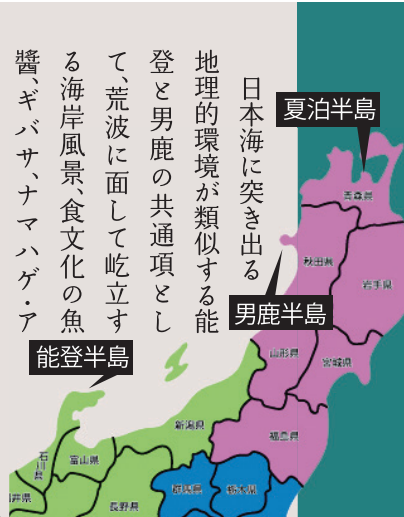 日本海に突き出る
地理的環境が類似する能
登と男鹿の共通項とし
て、荒波に面して屹立す
る海岸風景、食文化の魚
醬、ギバサ、ナマハゲ・ア
夏泊半島
男鹿半島
能登半島
青森県
秋田県
岩手県
山形県
宮城県
新潟県
福島県
石川県
富山県
長野県
群馬県
栃木県
井県